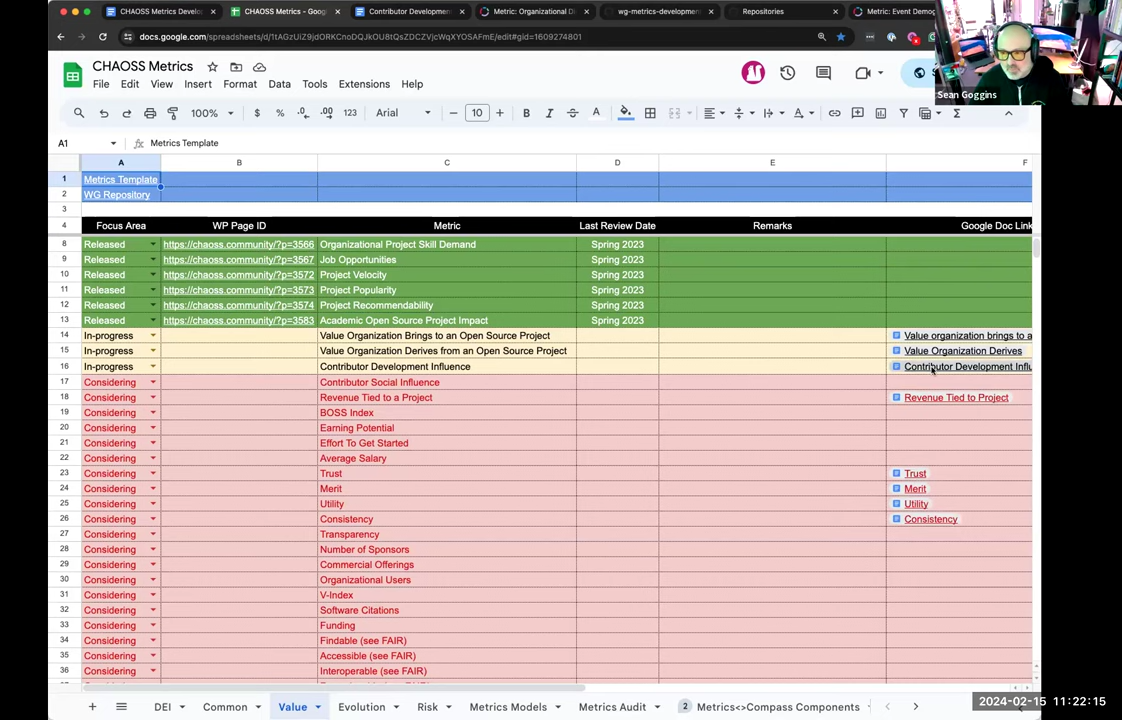 CHAOSS Metrics Develo
CHAOSS Metrics - Goog
Contributor Developmen
Metric: Organizational D
wg-metrics-developmen
Repositories
Metric: Event Demog
docs.google.com/spreadsheets/d/1tAGzUiZ9jdORKCnoDQJkOU8tQsZDCZVjcWqXYOSAFmE/edit#gid=1609274801
CHAOSS Metrics
File Edit View Insert Format Data Tools Extensions Help
Sean Goggins
100% $ % .0 .00 123 Arial 10 B I A
A1 Metrics Template
A B C D E F
1 Metrics Template
2 WG Repository
3
4 Focus Area WP Page ID Metric Last Review Date Remarks Google Doc Link
8 Released https://chaoss.community/?p=3566 Organizational Project Skill Demand Spring 2023
9 Released https://chaoss.community/?p=3567 Job Opportunities Spring 2023
10 Released https://chaoss.community/?p=3572 Project Velocity Spring 2023
11 Released https://chaoss.community/?p=3573 Project Popularity Spring 2023
12 Released https://chaoss.community/?p=3574 Project Recommendability Spring 2023
13 Released https://chaoss.community/?p=3583 Academic Open Source Project Impact Spring 2023
14 In-progress Value Organization Brings to an Open Source Project Value organization brings to a
15 In-progress Value Organization Derives from an Open Source Project Value Organization Derives
16 In-progress Contributor Development Influence Contributor Development Influ
17 Considering Contributor Social Influence
18 Considering Revenue Tied to a Project Revenue Tied to Project
19 Considering BOSS Index
20 Considering Earning Potential
21 Considering Effort To Get Started
22 Considering Average Salary
23 Considering Trust Trust
24 Considering Merit Merit
25 Considering Utility Utility
26 Considering Consistency Consistency
27 Considering Transparency
28 Considering Number of Sponsors
29 Considering Commercial Offerings
30 Considering Organizational Users
31 Considering V-Index
32 Considering Software Citations
33 Considering Funding
34 Considering Findable (see FAIR)
35 Considering Accessible (see FAIR)
36 Considering Interoperable (see FAIR)
DEI Common Value Evolution Risk Metrics Models Metrics Audit 2 Metrics<>Compass Components
2024-02-15 11:22:15